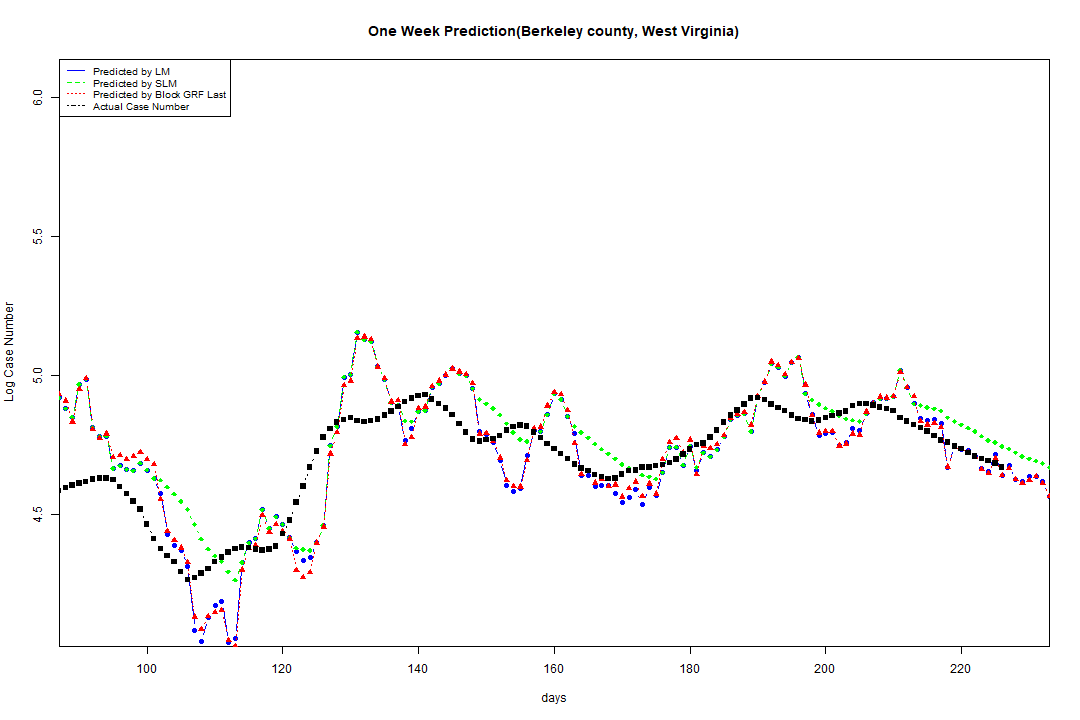 One Week Prediction(Berkeley county, West Virginia)
Predicted by LM
Predicted by SLM
Predicted by Block GRF Last
Actual Case Number
6.0
5.5
5.0
4.5
Log Case Number
100 120 140 160 180 200 220
days